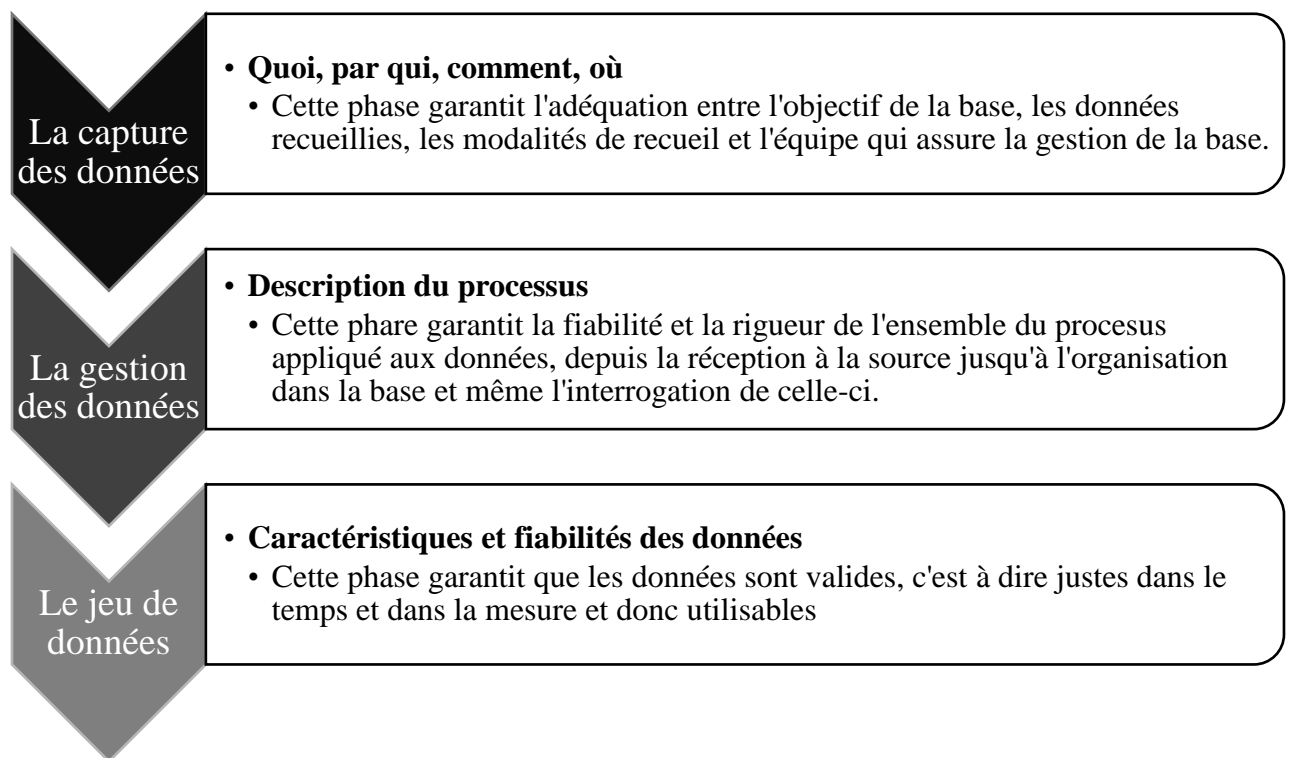 La capture
des données
• Quoi, par qui, comment, où
• Cette phase garantit l'adéquation entre l'objectif de la base, les données
recueillies, les modalités de recueil et l'équipe qui assure la gestion de la base.
La gestion
des données
• Description du processus
• Cette phare garantit la fiabilité et la rigueur de l'ensemble du procesus
appliqué aux données, depuis la réception à la source jusqu'à l'organisation
dans la base et même l'interrogation de celle-ci.
Le jeu de
données
• Caractéristiques et fiabilités des données
• Cette phase garantit que les données sont valides, c'est à dire justes dans le
temps et dans la mesure et donc utilisables